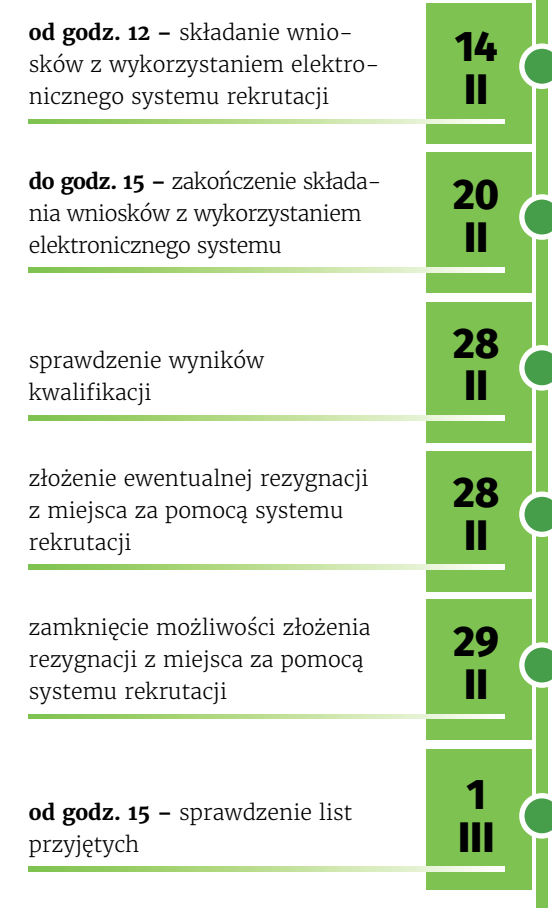 od godz. 12 – składanie wnio-
sków z wykorzystaniem elektro-
nicznego systemu rekrutacji
14
II
do godz. 15 – zakończenie składa-
nia wniosków z wykorzystaniem
elektronicznego systemu
20
II
sprawdzenie wyników
kwalifikacji
28
II
złożenie ewentualnej rezygnacji
z miejsca za pomocą systemu
rekrutacji
28
II
zamknięcie możliwości złożenia
rezygnacji z miejsca za pomocą
systemu rekrutacji
29
II
od godz. 15 – sprawdzenie list
przyjętych
1
III